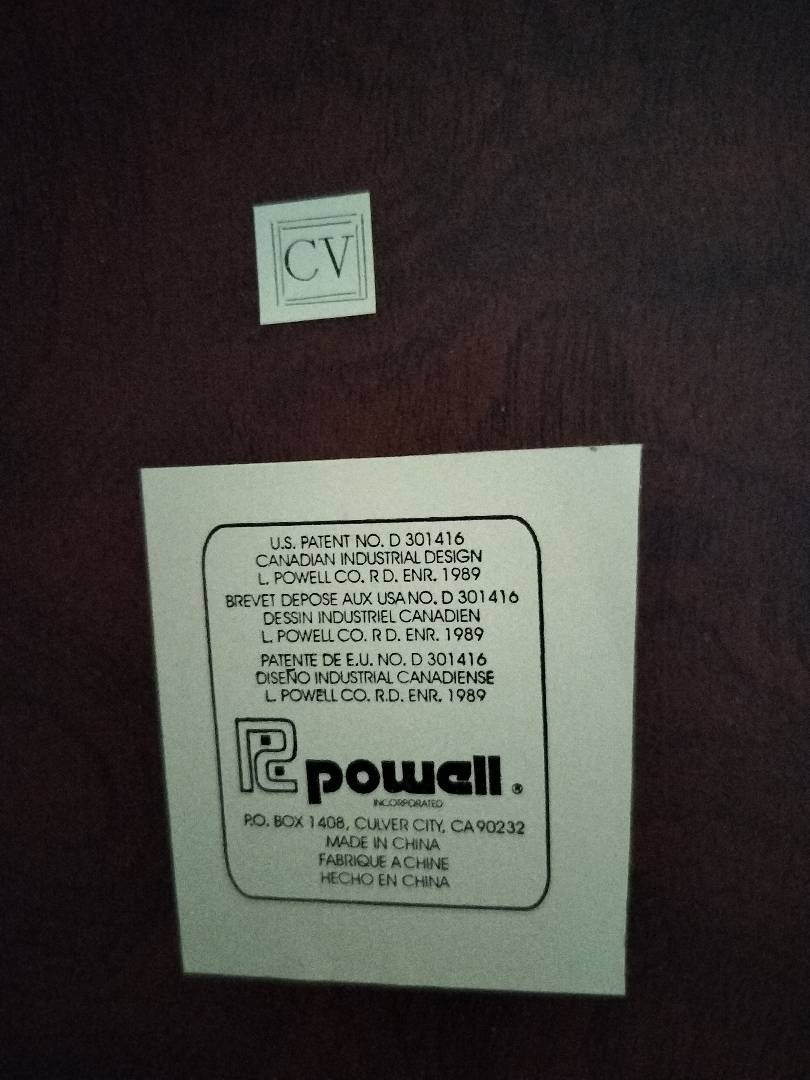 CV
U.S. PATENT NO. D 301416
CANADIAN INDUSTRIAL DESIGN
L. POWELL CO. R D. ENR. 1989
BREVET DEPOSE AUX USA NO. D 301416
DESSIN INDUSTRIEL CANADIEN
L. POWELL CO. R D. ENR. 1989
PATENTE DE E.U. NO. D 301416
DISEÑO INDUSTRIAL CANADIENSE
L. POWELL CO. R.D. ENR. 1989
powell ®
INCORPORATED
P.O. BOX 1408, CULVER CITY, CA 90232
MADE IN CHINA
FABRIQUE A CHINE
HECHO EN CHINA